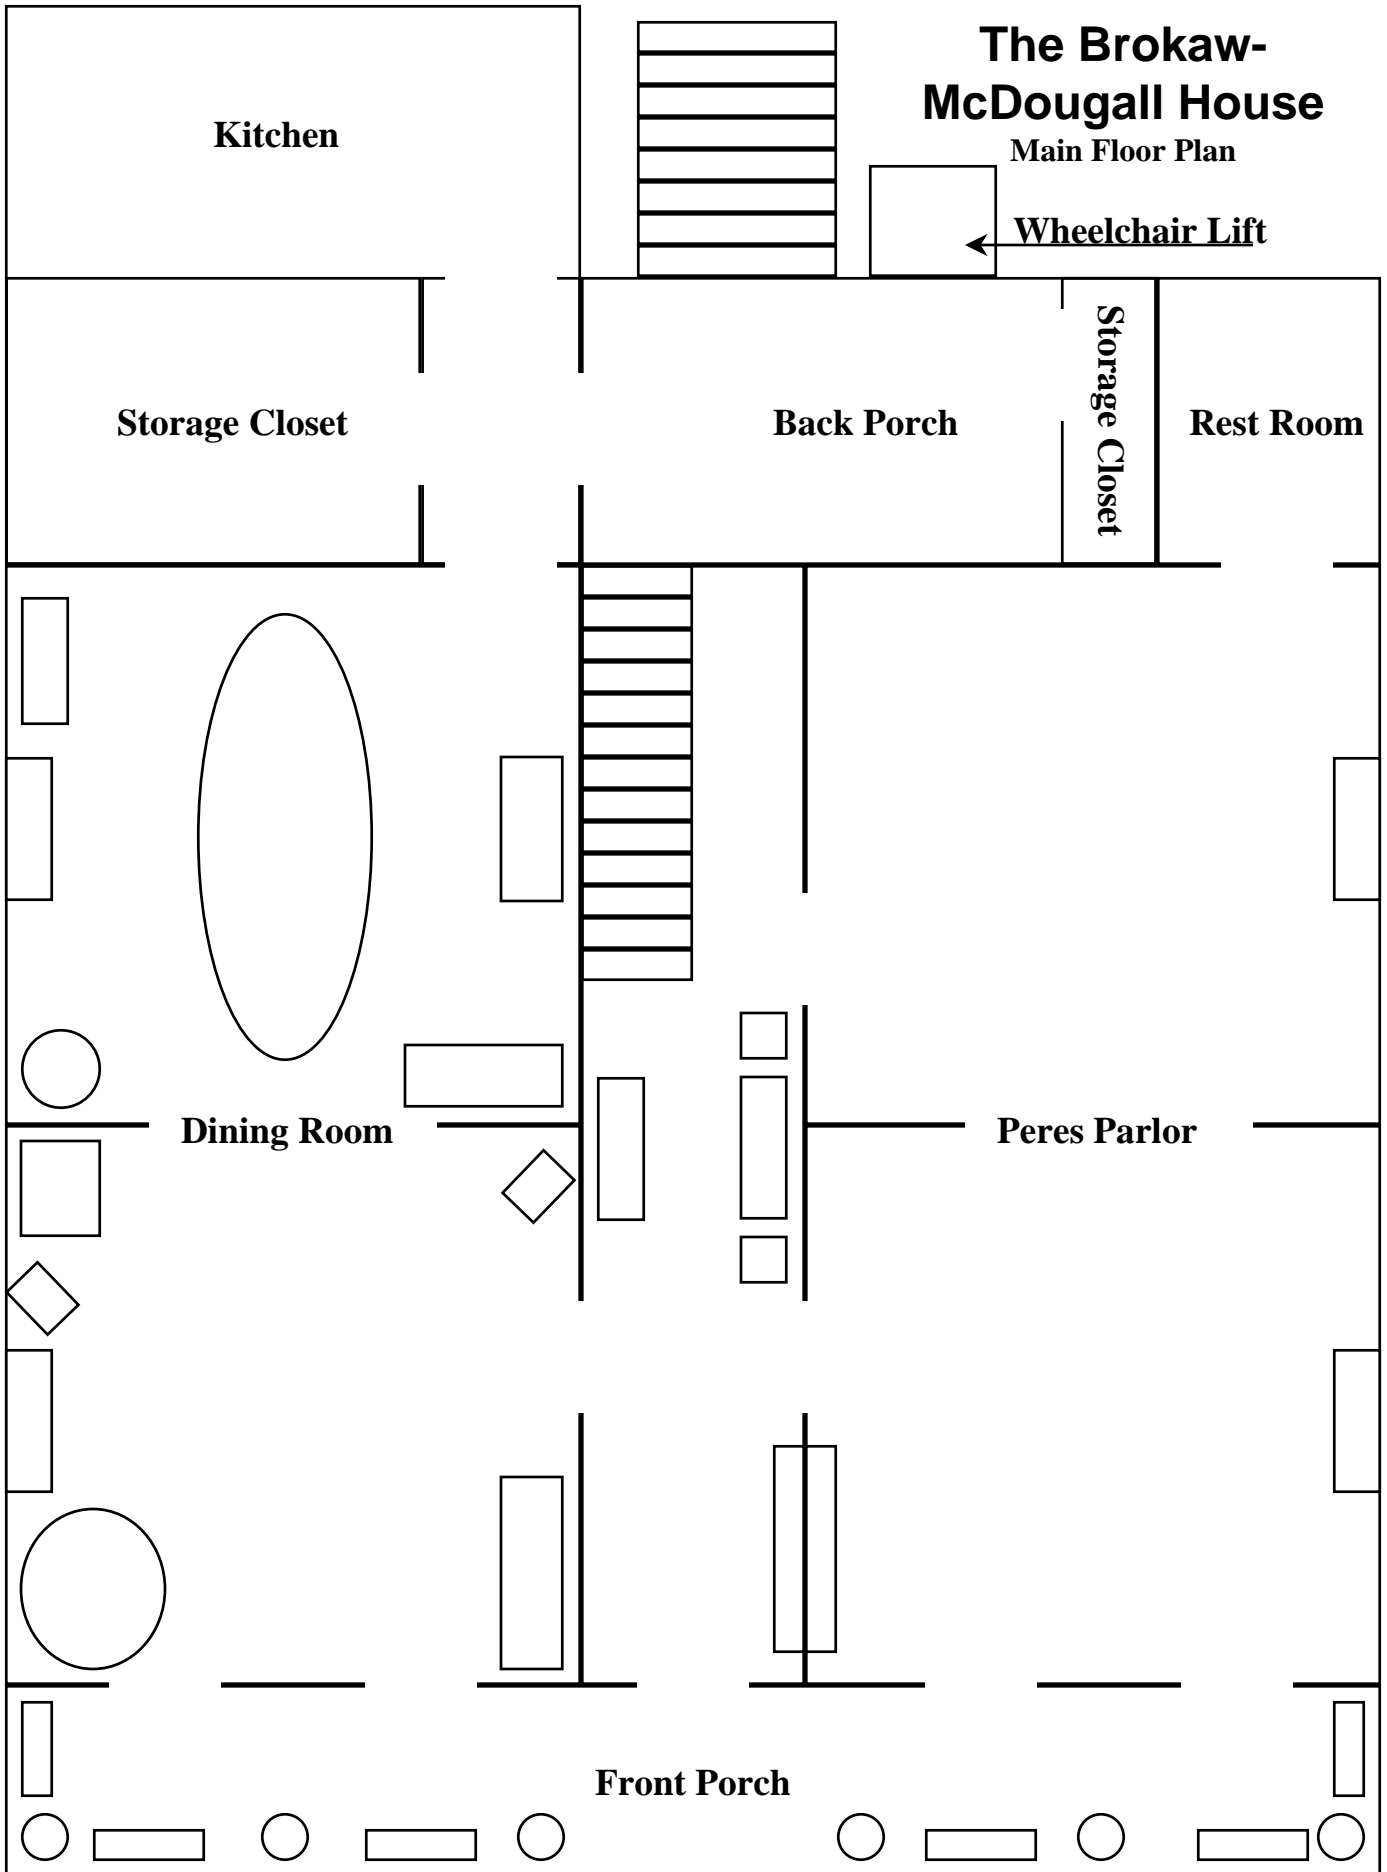 The Brokaw-
McDougall House
Main Floor Plan
Kitchen
Wheelchair Lift
Storage Closet
Back Porch
Storage Closet
Rest Room
Dining Room
Peres Parlor
Front Porch